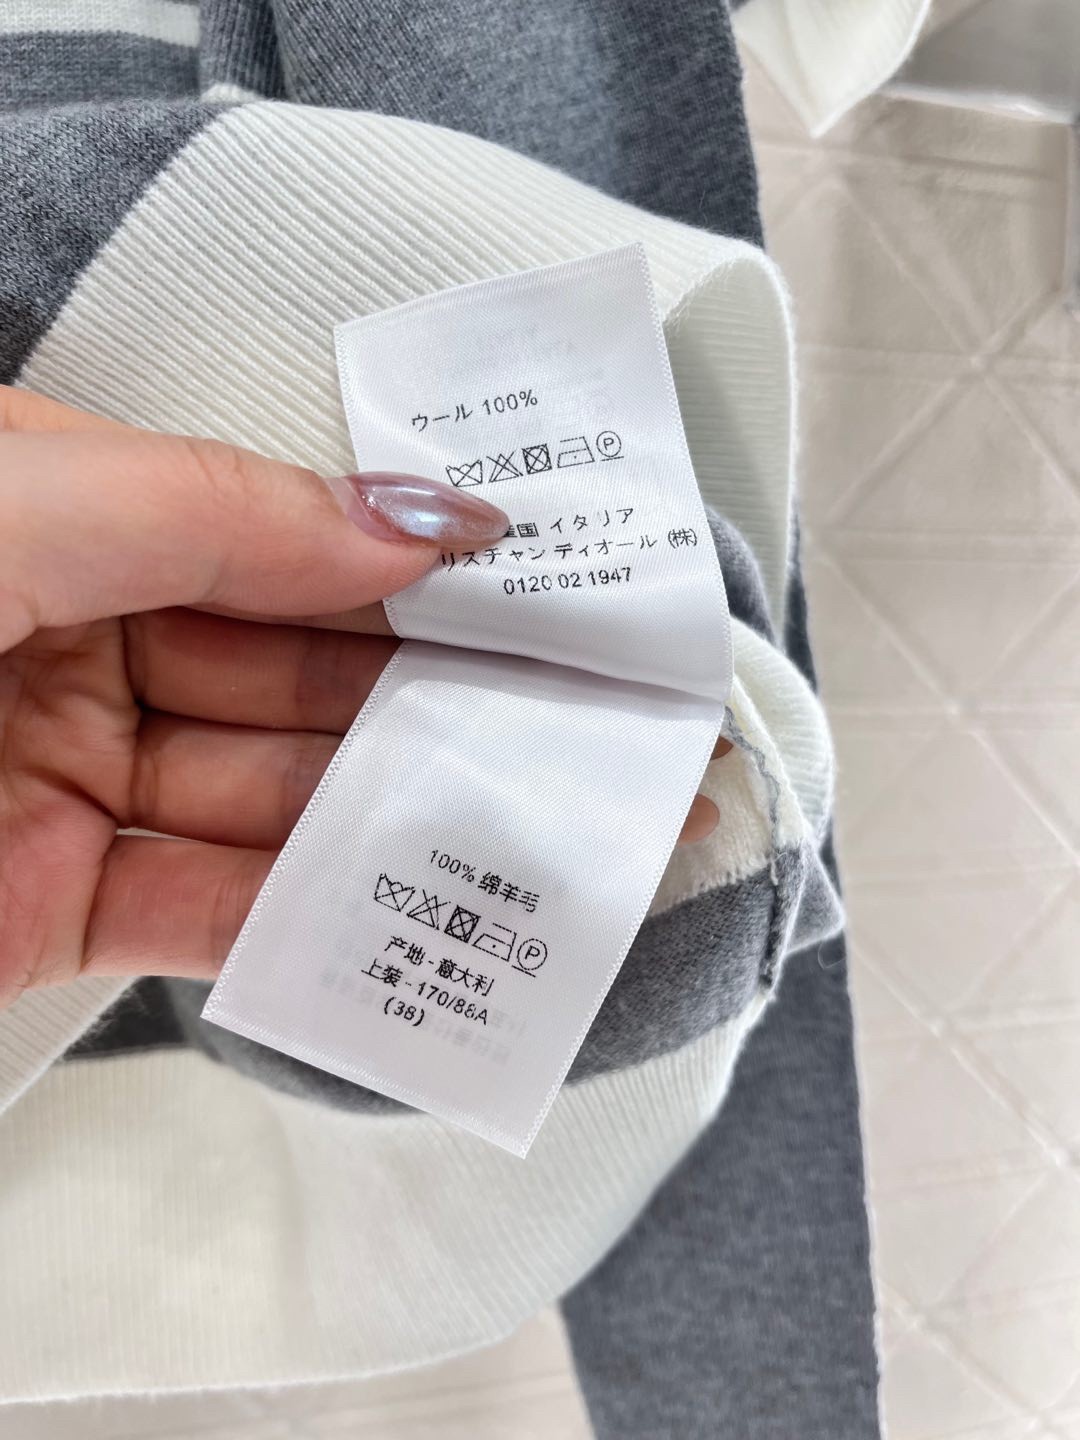 ウール 100%
国 イタリア
リスチャン ディオール (株)
0120 02 1947
100% 绵羊毛
产地 - 意大利
上装 - 170/88A
(38)